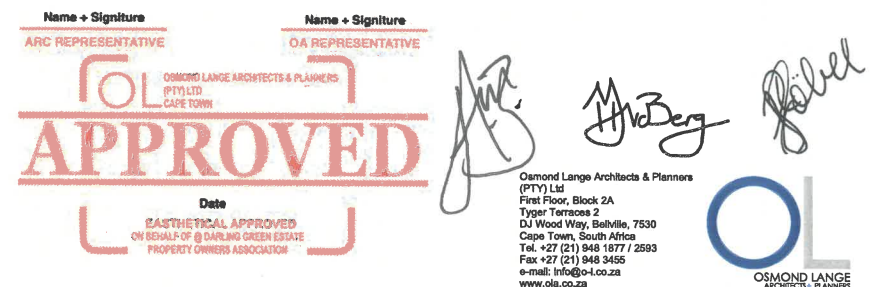 Name + Signiture
Name + Signiture
ARC REPRESENTATIVE
OA REPRESENTATIVE
OL
OSMOND LANGE ARCHITECTS & PLANNERS
(PTY) LTD
CAPE TOWN
APPROVED
Date
EASTHETICAL APPROVED
ON BEHALF OF @ DARLING GREEN ESTATE
PROPERTY OWNERS ASSOCIATION
Osmond Lange Architects & Planners
(PTY) Ltd
First Floor, Block 2A
Tyger Terraces 2
DJ Wood Way, Bellville, 7530
Cape Town, South Africa
Tel. +27 (21) 948 1877 / 2593
Fax +27 (21) 948 3455
e-mail: info@o-l.co.za
www.ola.co.za
OL
OSMOND LANGE
ARCHITECTS & PLANNERS